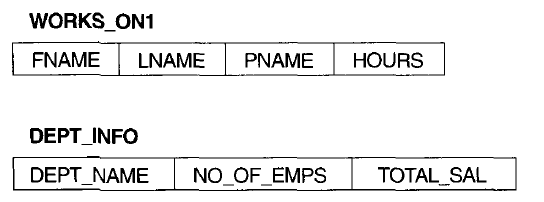 WORKS_ON1
FNAME LNAME PNAME HOURS
DEPT_INFO
DEPT_NAME NO_OF_EMPS TOTAL_SAL